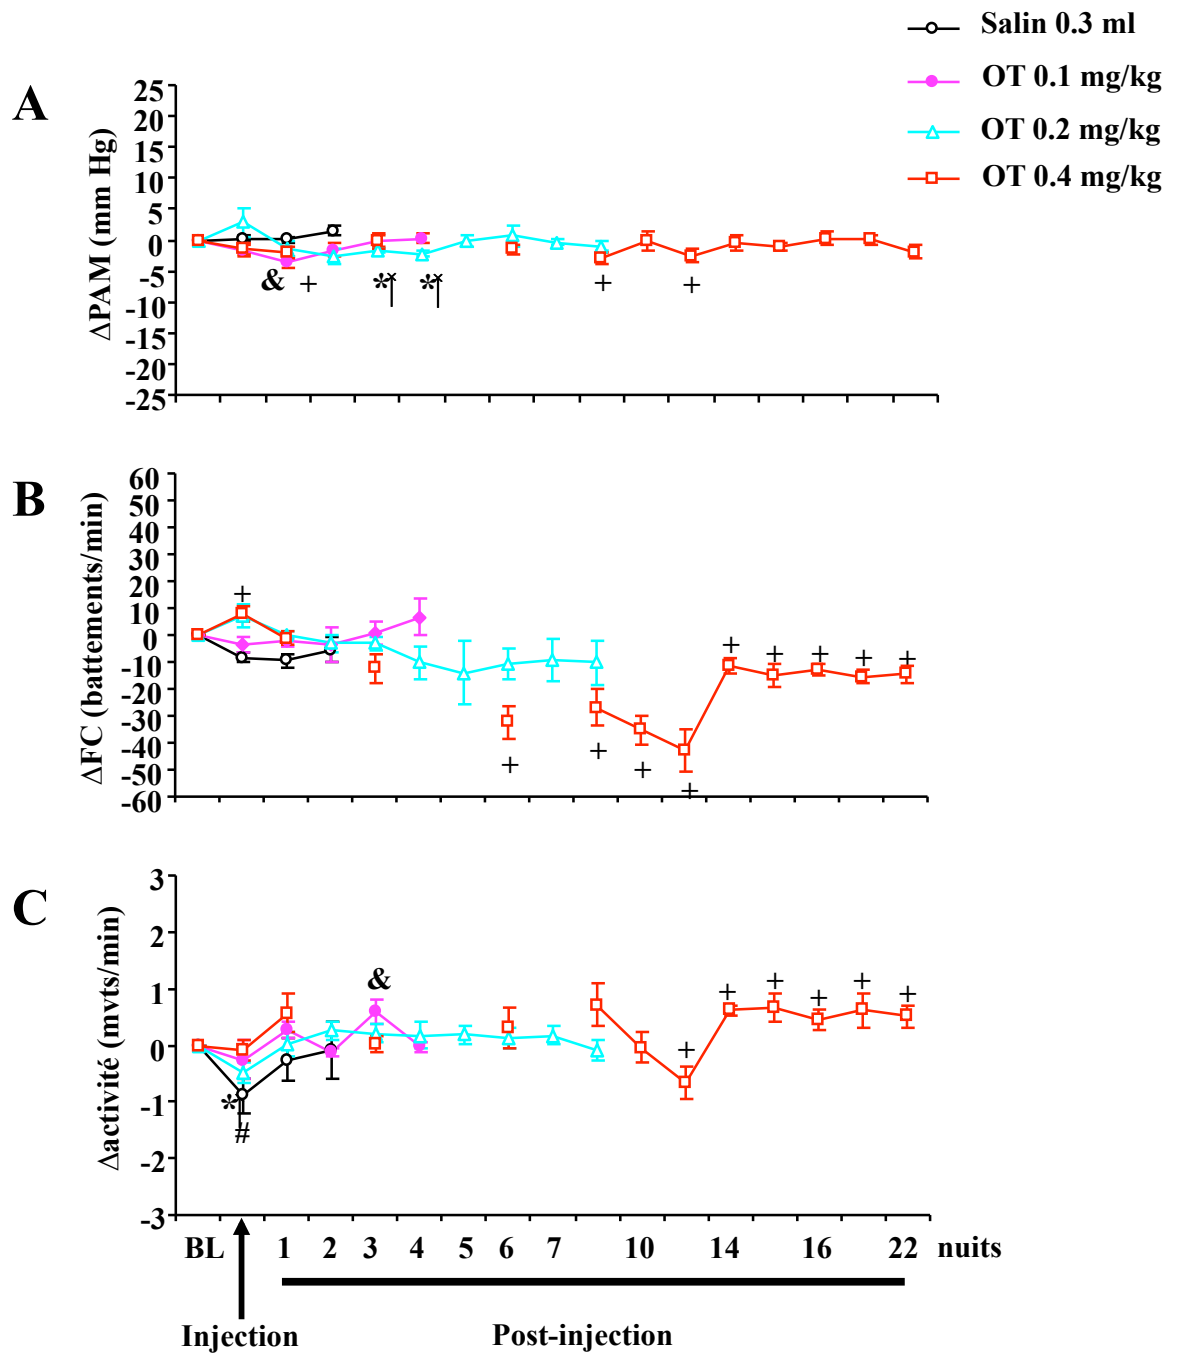 Salin 0.3 ml
OT 0.1 mg/kg
OT 0.2 mg/kg
OT 0.4 mg/kg
A
ΔPAM (mm Hg)
25
20
15
10
5
0
-5
-10
-15
-20
-25
& + * * + +
B
ΔFC (battements/min)
60
50
40
30
20
10
0
-10
-20
-30
-40
-50
-60
+ + + + + + + + + +
C
Δactivité (mvts/min)
3
2
1
0
-1
-2
-3
& + + + + + +
*
#
BL 1 2 3 4 5 6 7 10 14 16 22 nuits
Injection Post-injection